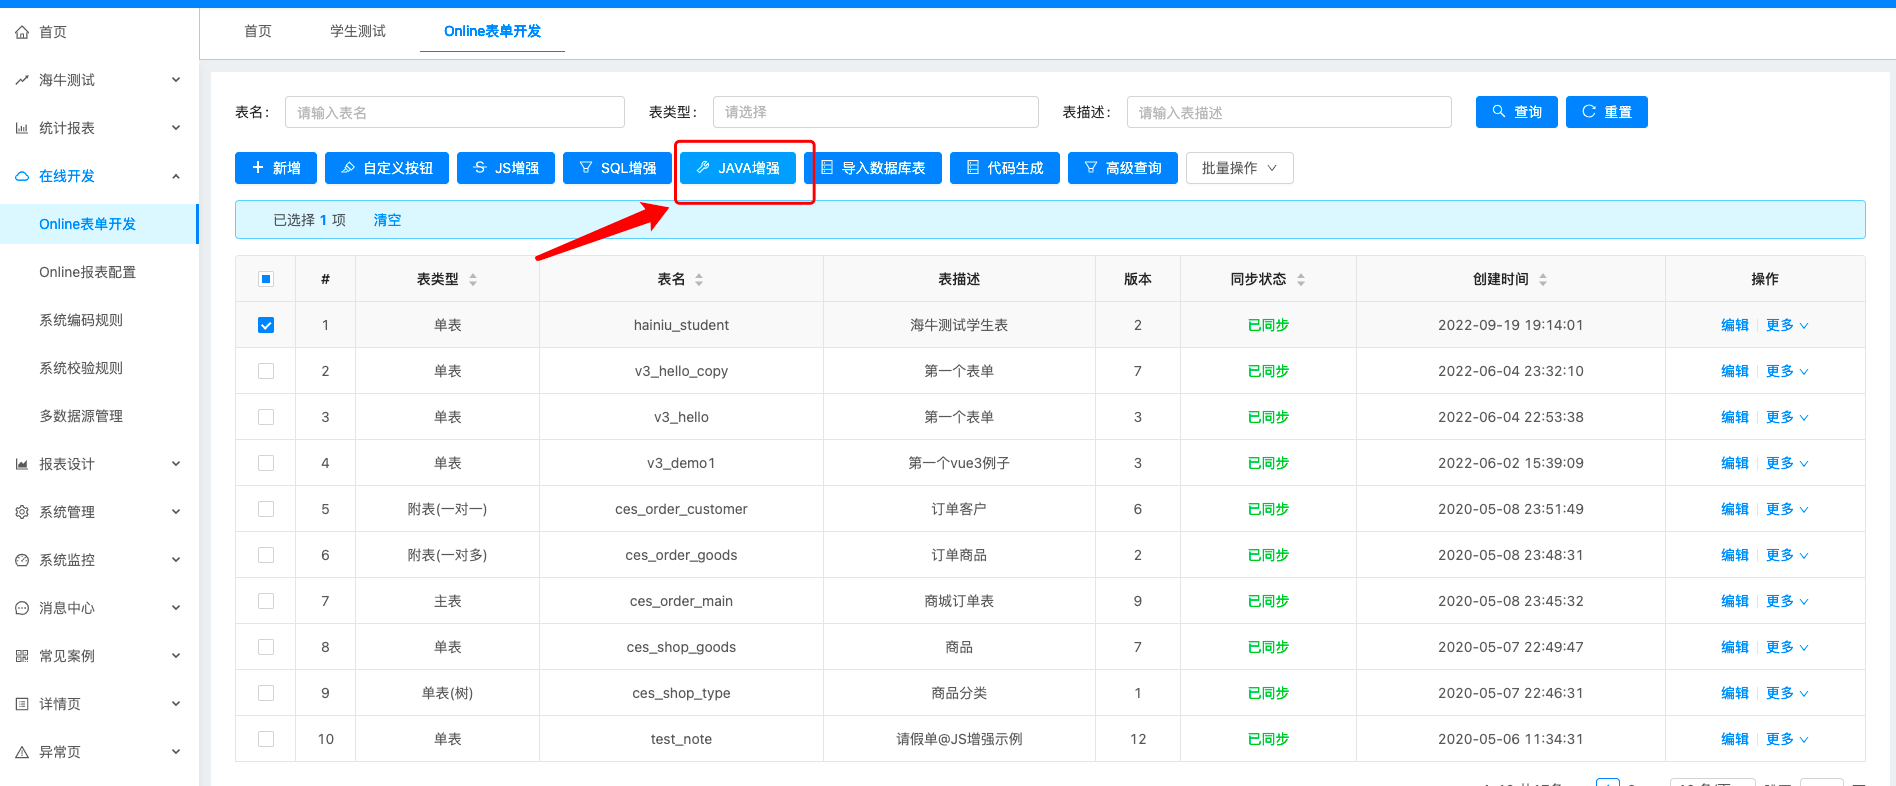 首页
海牛测试
统计报表
在线开发
Online表单开发
Online报表配置
系统编码规则
系统校验规则
多数据源管理
报表设计
系统管理
系统监控
消息中心
常见案例
详情页
异常页
首页 学生测试 Online表单开发
表名： 请输入表名 表类型： 请选择 表描述： 请输入表描述 查询 重置
新增 自定义按钮 JS增强 SQL增强 JAVA增强 导入数据库表 代码生成 高级查询 批量操作
已选择 1 项 清空
# 表类型 表名 表描述 版本 同步状态 创建时间 操作
1 单表 hainiu_student 海牛测试学生表 2 已同步 2022-09-19 19:14:01 编辑 更多
2 单表 v3_hello_copy 第一个表单 7 已同步 2022-06-04 23:32:10 编辑 更多
3 单表 v3_hello 第一个表单 3 已同步 2022-06-04 22:53:38 编辑 更多
4 单表 v3_demo1 第一个vue3例子 3 已同步 2022-06-02 15:39:09 编辑 更多
5 附表(一对一) ces_order_customer 订单客户 6 已同步 2020-05-08 23:51:49 编辑 更多
6 附表(一对多) ces_order_goods 订单商品 2 已同步 2020-05-08 23:48:31 编辑 更多
7 主表 ces_order_main 商城订单表 9 已同步 2020-05-08 23:45:32 编辑 更多
8 单表 ces_shop_goods 商品 7 已同步 2020-05-07 22:49:47 编辑 更多
9 单表(树) ces_shop_type 商品分类 1 已同步 2020-05-07 22:46:31 编辑 更多
10 单表 test_note 请假单@JS增强示例 12 已同步 2020-05-06 11:34:31 编辑 更多